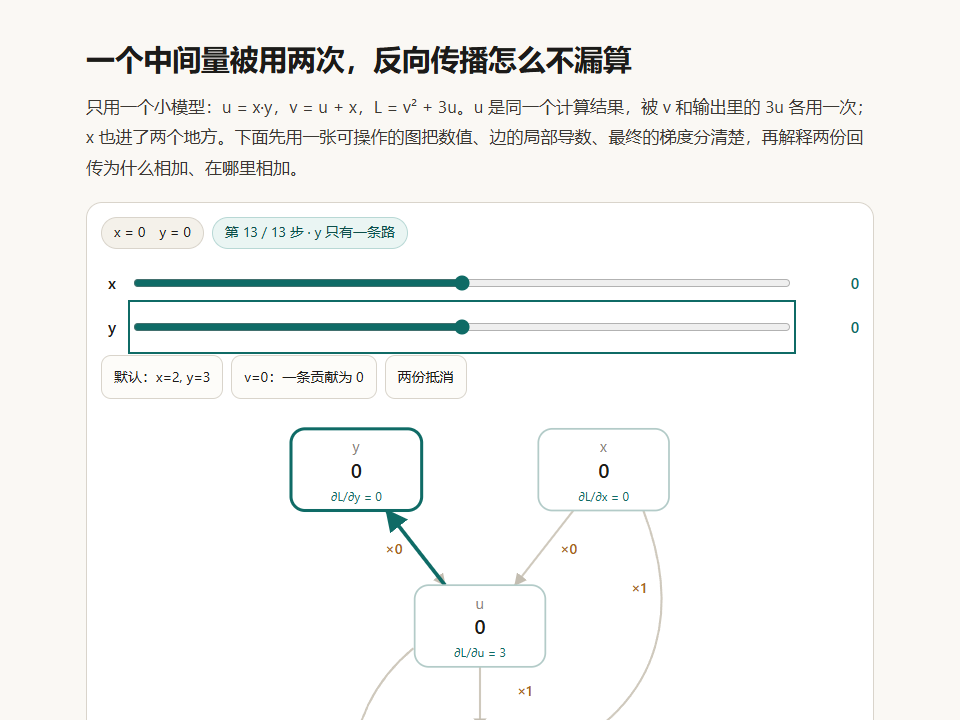 一个中间量被用两次，反向传播怎么不漏算
只用一个小模型：u = x·y，v = u + x，L = v² + 3u。u 是同一个计算结果，被 v 和输出里的 3u 各用一次；
x 也进了两个地方。下面先用一张可操作的图把数值、边的局部导数、最终的梯度分清楚，再解释两份回
传为什么相加、在哪里相加。
x = 0 y = 0
第 13 / 13 步 · y 只有一条路
x 0
y 0
默认：x=2, y=3
v=0：一条贡献为 0
两份抵消
y
0
∂L/∂y = 0
x
0
∂L/∂x = 0
×0
×0
×1
u
0
∂L/∂u = 3
×1